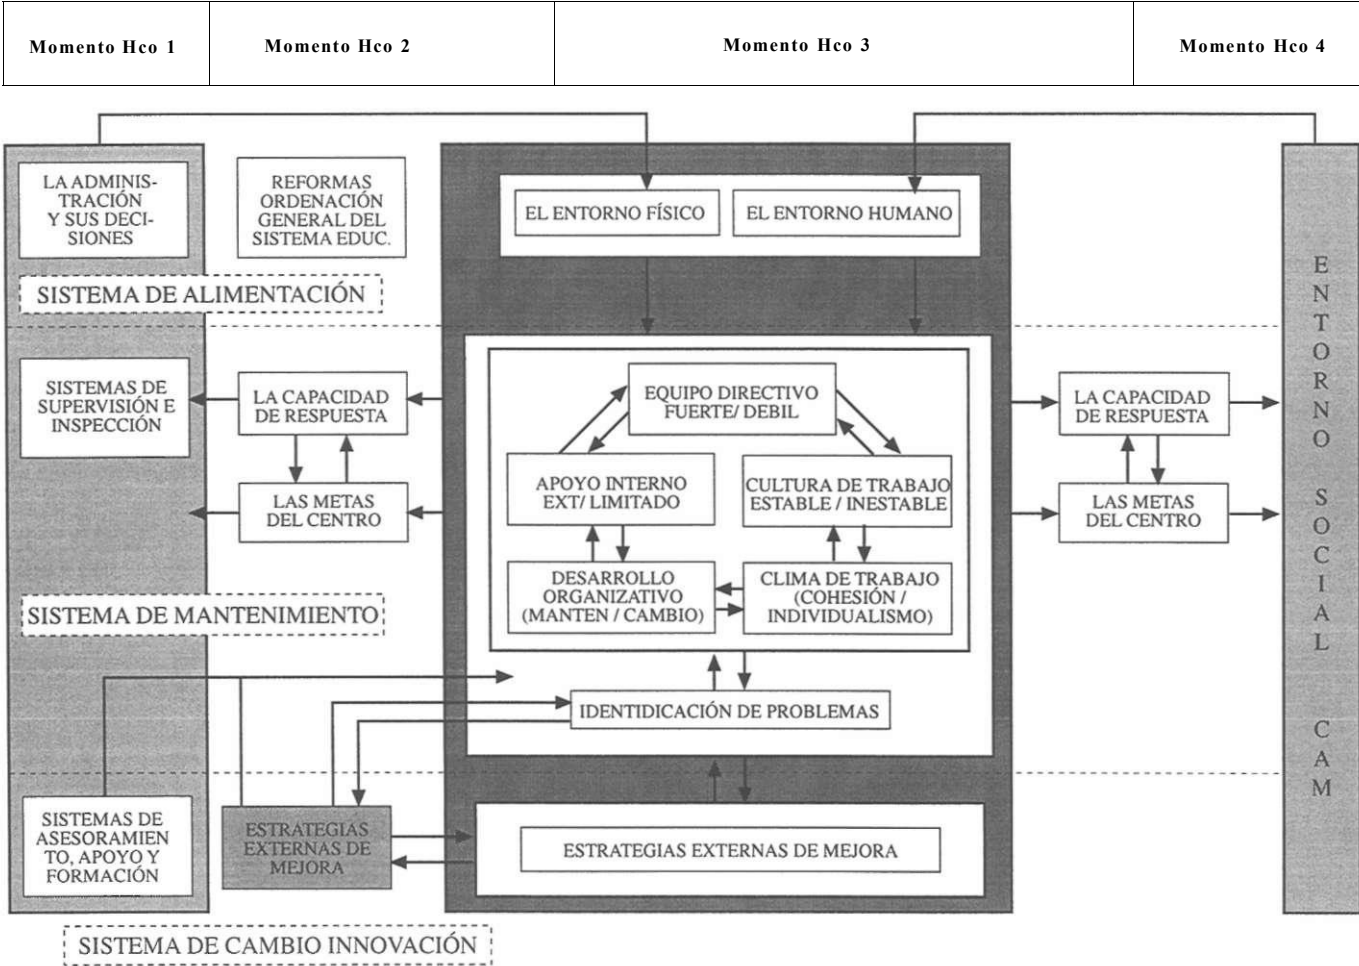 Momento Hco 1
Momento Hco 2
Momento Hco 3
Momento Hco 4
LA ADMINIS-
TRACIÓN
Y SUS DECI-
SIONES
REFORMAS
ORDENACIÓN
GENERAL DEL
SISTEMA EDUC.
EL ENTORNO FÍSICO
EL ENTORNO HUMANO
SISTEMA DE ALIMENTACIÓN
SISTEMAS DE
SUPERVISIÓN E
INSPECCIÓN
LA CAPACIDAD
DE RESPUESTA
LAS METAS
DEL CENTRO
EQUIPO DIRECTIVO
FUERTE/ DEBIL
APOYO INTERNO
EXT/ LIMITADO
CULTURA DE TRABAJO
ESTABLE / INESTABLE
DESARROLLO
ORGANIZATIVO
(MANTEN / CAMBIO)
CLIMA DE TRABAJO
(COHESIÓN /
INDIVIDUALISMO)
LA CAPACIDAD
DE RESPUESTA
LAS METAS
DEL CENTRO
SISTEMA DE MANTENIMIENTO
IDENTIDICACIÓN DE PROBLEMAS
SISTEMAS DE
ASESORAMIEN
TO, APOYO Y
FORMACIÓN
ESTRATEGIAS
EXTERNAS DE
MEJORA
ESTRATEGIAS EXTERNAS DE MEJORA
SISTEMA DE CAMBIO INNOVACIÓN
ENTORNO SOCIAL CAM